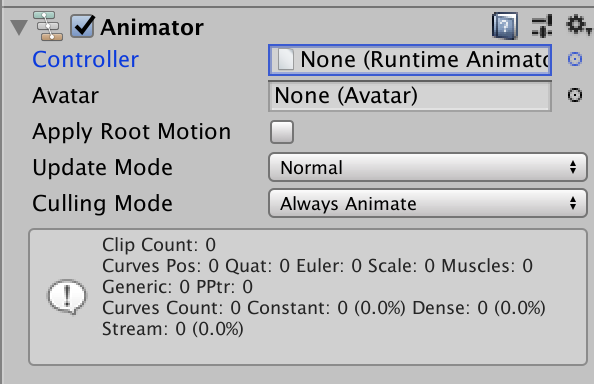 Animator
Controller None (Runtime Animato
Avatar None (Avatar)
Apply Root Motion
Update Mode Normal
Culling Mode Always Animate
Clip Count: 0
Curves Pos: 0 Quat: 0 Euler: 0 Scale: 0 Muscles: 0
Generic: 0 PPtr: 0
Curves Count: 0 Constant: 0 (0.0%) Dense: 0 (0.0%)
Stream: 0 (0.0%)